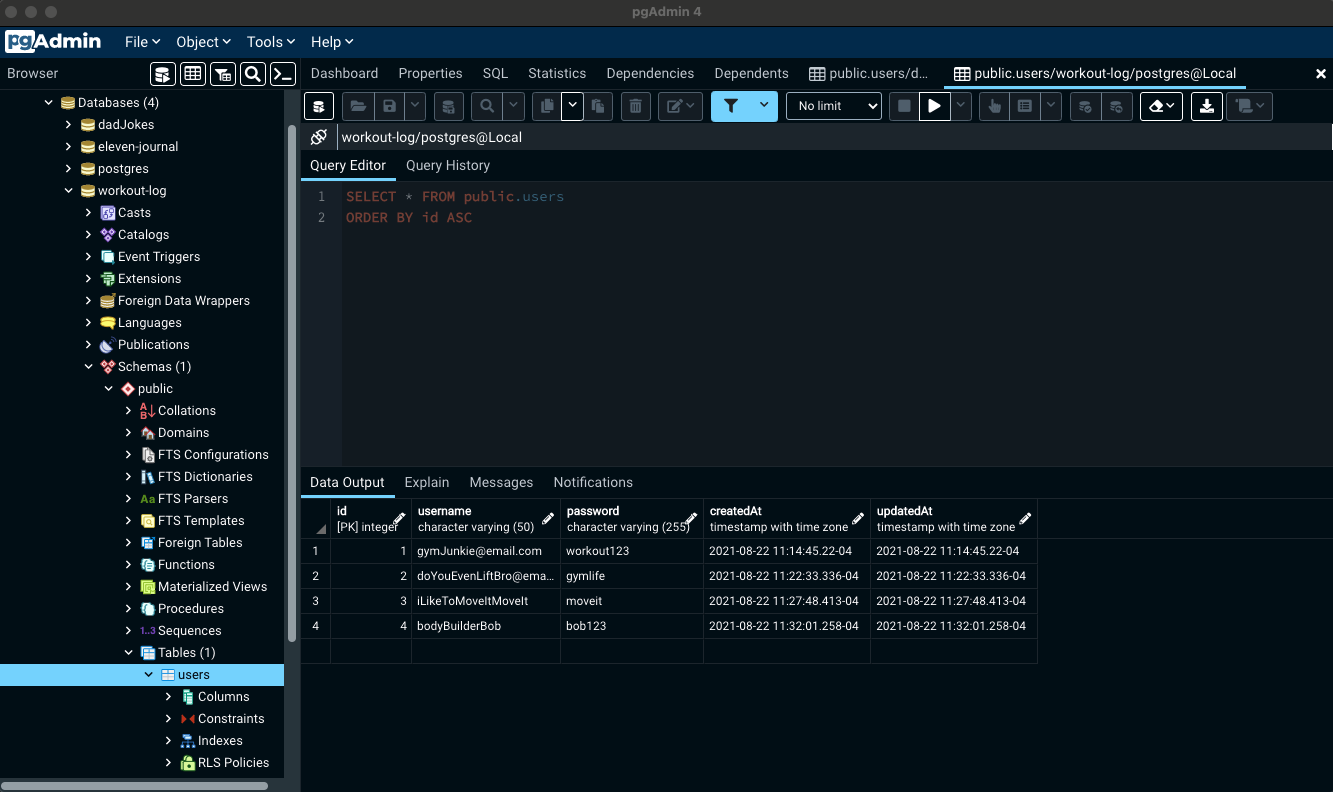 pgAdmin 4
pgAdmin File Object Tools Help
Browser
Dashboard Properties SQL Statistics Dependencies Dependents public.users/d... public.users/workout-log/postgres@Local
No limit
workout-log/postgres@Local
Query Editor Query History
1 SELECT * FROM public.users
2 ORDER BY id ASC
Databases (4)
dadJokes
eleven-journal
postgres
workout-log
Casts
Catalogs
Event Triggers
Extensions
Foreign Data Wrappers
Languages
Publications
Schemas (1)
public
Collations
Domains
FTS Configurations
FTS Dictionaries
Aa FTS Parsers
FTS Templates
Foreign Tables
Functions
Materialized Views
Procedures
1..3 Sequences
Tables (1)
users
Columns
Constraints
Indexes
RLS Policies
Data Output Explain Messages Notifications
id username password createdAt updatedAt
[PK] integer character varying (50) character varying (255) timestamp with time zone timestamp with time zone
1 1 gymJunkie@email.com workout123 2021-08-22 11:14:45.22-04 2021-08-22 11:14:45.22-04
2 2 doYouEvenLiftBro@ema... gymlife 2021-08-22 11:22:33.336-04 2021-08-22 11:22:33.336-04
3 3 iLikeToMoveItMoveIt moveit 2021-08-22 11:27:48.413-04 2021-08-22 11:27:48.413-04
4 4 bodyBuilderBob bob123 2021-08-22 11:32:01.258-04 2021-08-22 11:32:01.258-04